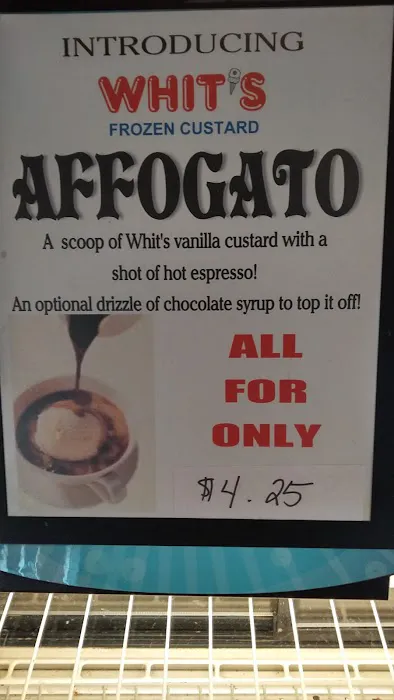 INTRODUCING
WHIT'S
FROZEN CUSTARD
AFFOGATO
A scoop of Whit's vanilla custard with a
shot of hot espresso!
An optional drizzle of chocolate syrup to top it off!
ALL
FOR
ONLY
$4.25